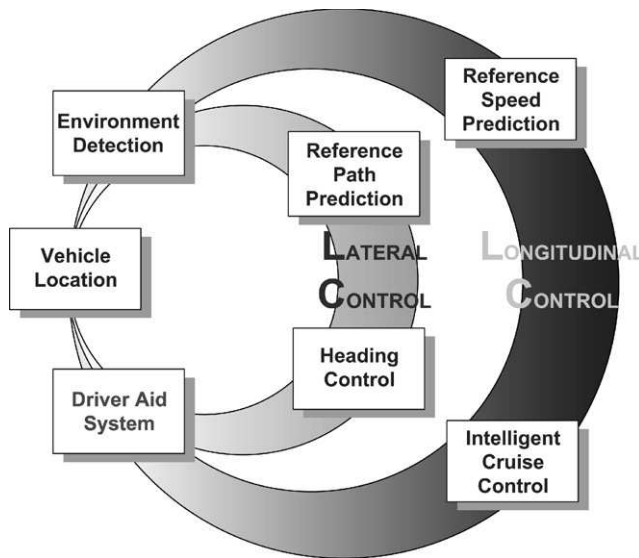 Reference
Speed
Prediction
Environment
Detection
Reference
Path
Prediction
Vehicle
Location
LATERAL
CONTROL
LONGITUDINAL
CONTROL
Heading
Control
Driver Aid
System
Intelligent
Cruise
Control